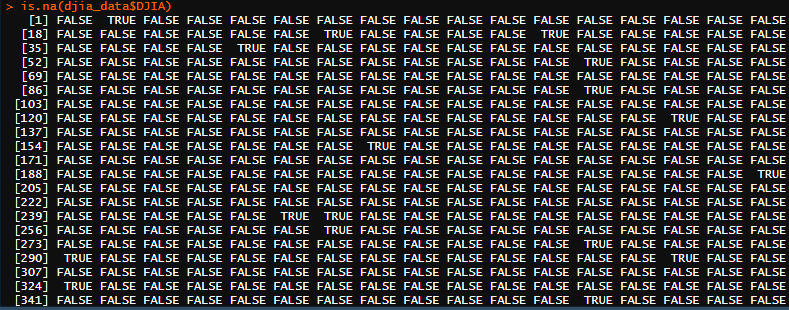 > is.na(djia_data$DJIA)
[1] FALSE TRUE FALSE FALSE FALSE FALSE FALSE FALSE FALSE FALSE FALSE FALSE FALSE FALSE FALSE FALSE FALSE
[18] FALSE FALSE FALSE FALSE FALSE FALSE TRUE FALSE FALSE FALSE FALSE TRUE FALSE FALSE FALSE FALSE FALSE
[35] FALSE FALSE FALSE FALSE TRUE FALSE FALSE FALSE FALSE FALSE FALSE FALSE FALSE FALSE FALSE FALSE FALSE
[52] FALSE FALSE FALSE FALSE FALSE FALSE FALSE FALSE FALSE FALSE FALSE FALSE TRUE FALSE FALSE FALSE FALSE
[69] FALSE FALSE FALSE FALSE FALSE FALSE FALSE FALSE FALSE FALSE FALSE FALSE FALSE FALSE FALSE FALSE FALSE
[86] FALSE FALSE FALSE FALSE FALSE FALSE FALSE FALSE FALSE FALSE FALSE FALSE TRUE FALSE FALSE FALSE FALSE
[103] FALSE FALSE FALSE FALSE FALSE FALSE FALSE FALSE FALSE FALSE FALSE FALSE FALSE FALSE FALSE FALSE FALSE
[120] FALSE FALSE FALSE FALSE FALSE FALSE FALSE FALSE FALSE FALSE FALSE FALSE FALSE FALSE TRUE FALSE FALSE
[137] FALSE FALSE FALSE FALSE FALSE FALSE FALSE FALSE FALSE FALSE FALSE FALSE FALSE FALSE FALSE FALSE FALSE
[154] FALSE FALSE FALSE FALSE FALSE FALSE FALSE TRUE FALSE FALSE FALSE FALSE FALSE FALSE FALSE FALSE FALSE
[171] FALSE FALSE FALSE FALSE FALSE FALSE FALSE FALSE FALSE FALSE FALSE FALSE FALSE FALSE FALSE FALSE FALSE
[188] FALSE FALSE FALSE FALSE FALSE FALSE FALSE FALSE FALSE FALSE FALSE FALSE FALSE FALSE FALSE FALSE TRUE
[205] FALSE FALSE FALSE FALSE FALSE FALSE FALSE FALSE FALSE FALSE FALSE FALSE FALSE FALSE FALSE FALSE FALSE
[222] FALSE FALSE FALSE FALSE FALSE FALSE FALSE FALSE FALSE FALSE FALSE FALSE FALSE FALSE FALSE FALSE FALSE
[239] FALSE FALSE FALSE FALSE FALSE TRUE TRUE FALSE FALSE FALSE FALSE FALSE FALSE FALSE FALSE FALSE FALSE
[256] FALSE FALSE FALSE FALSE FALSE FALSE TRUE FALSE FALSE FALSE FALSE FALSE FALSE FALSE FALSE FALSE FALSE
[273] FALSE FALSE FALSE FALSE FALSE FALSE FALSE FALSE FALSE FALSE FALSE FALSE TRUE FALSE FALSE FALSE FALSE
[290] TRUE FALSE FALSE FALSE FALSE FALSE FALSE FALSE FALSE FALSE FALSE FALSE FALSE FALSE TRUE FALSE FALSE
[307] FALSE FALSE FALSE FALSE FALSE FALSE FALSE FALSE FALSE FALSE FALSE FALSE FALSE FALSE FALSE FALSE FALSE
[324] TRUE FALSE FALSE FALSE FALSE FALSE FALSE FALSE FALSE FALSE FALSE FALSE FALSE FALSE FALSE FALSE FALSE
[341] FALSE FALSE FALSE FALSE FALSE FALSE FALSE FALSE FALSE FALSE FALSE FALSE TRUE FALSE FALSE FALSE FALSE